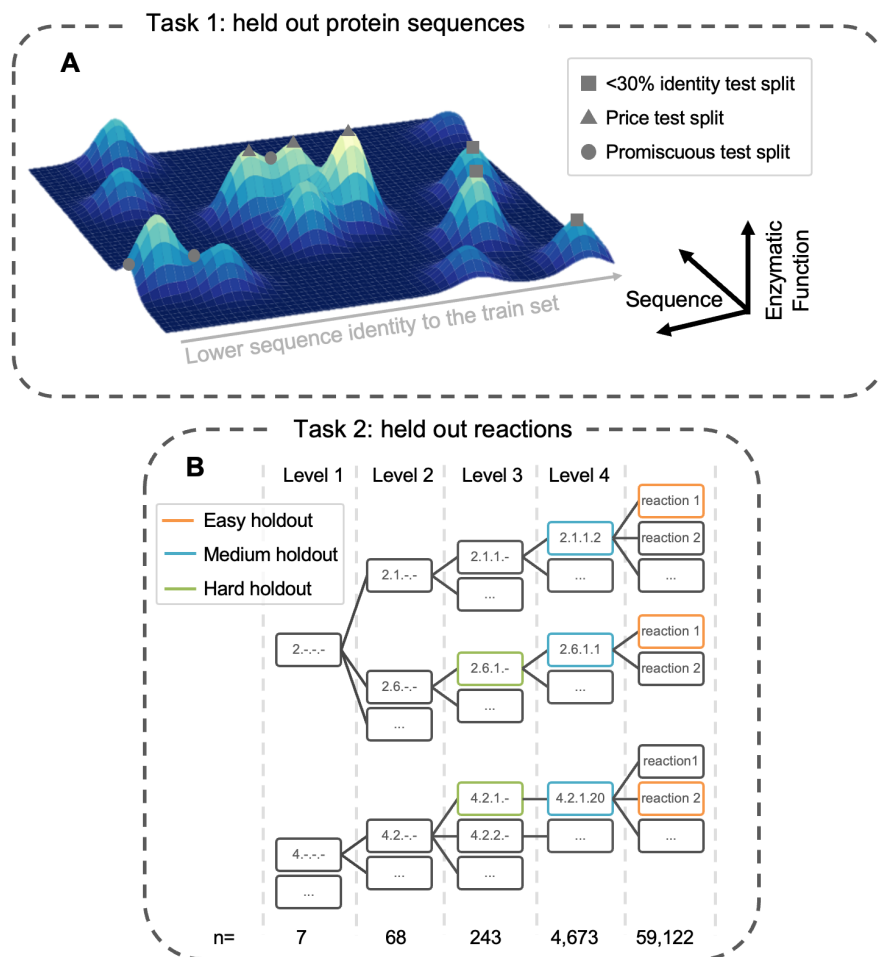 Task 1: held out protein sequences
A
<30% identity test split
Price test split
Promiscuous test split
Lower sequence identity to the train set
Sequence
Enzymatic
Function
Task 2: held out reactions
B
Level 1 Level 2 Level 3 Level 4
Easy holdout
Medium holdout
Hard holdout
reaction 1
2.1.1.2 reaction 2
2.1.1.-
2.1.-.- ... ...
...
2.-.-.-
reaction 1
2.6.1.1
2.6.1.- reaction 2
2.6.-.- ...
...
...
reaction1
4.2.1.- 4.2.1.20 reaction 2
4.2.-.- 4.2.2.- ... ...
4.-.-.-
... ...
...
n= 7 68 243 4,673 59,122